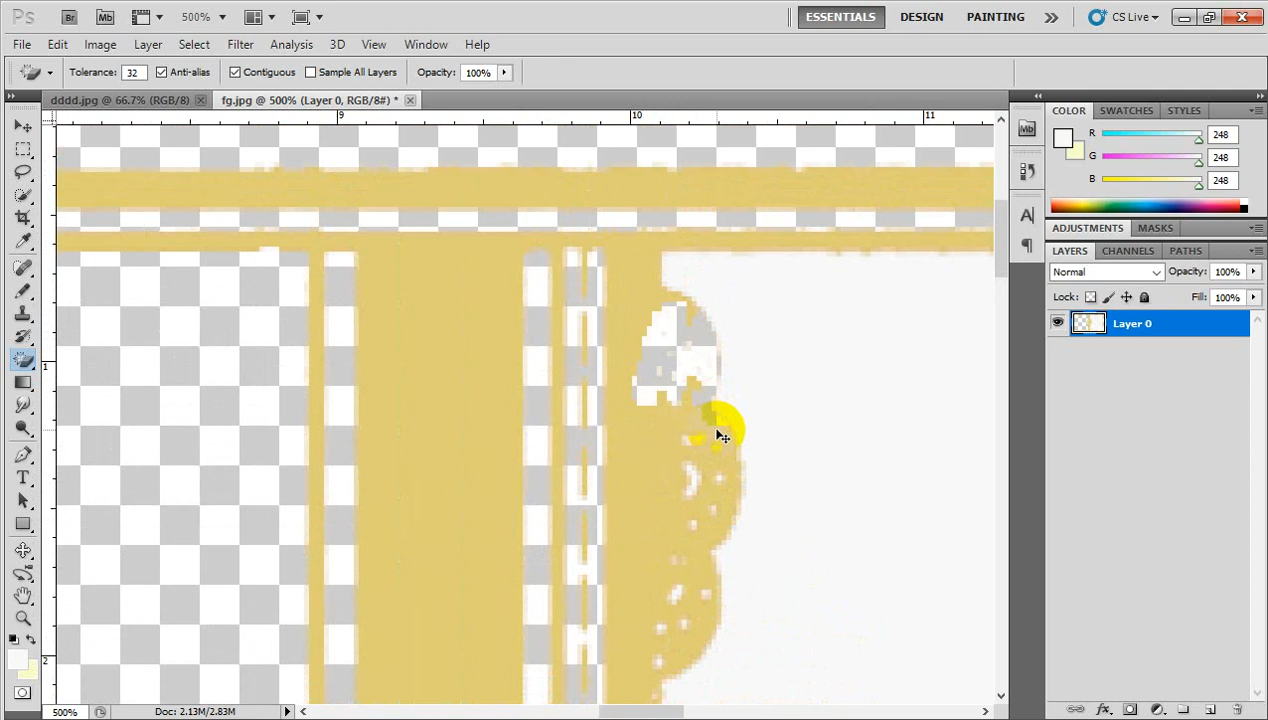 Ps Br Mb 500% ESSENTIALS DESIGN PAINTING CS Live
File Edit Image Layer Select Filter Analysis 3D View Window Help
Tolerance: 32 Anti-alias Contiguous Sample All Layers Opacity: 100%
dddd.jpg @ 66.7% (RGB/8) fg.jpg @ 500% (Layer 0, RGB/8#) *
9 10 11
1
2
COLOR SWATCHES STYLES
R 248
G 248
B 248
Mb
A
ADJUSTMENTS MASKS
LAYERS CHANNELS PATHS
Normal Opacity: 100%
Lock: Fill: 100%
Layer 0
T
500% Doc: 2.13M/2.83M